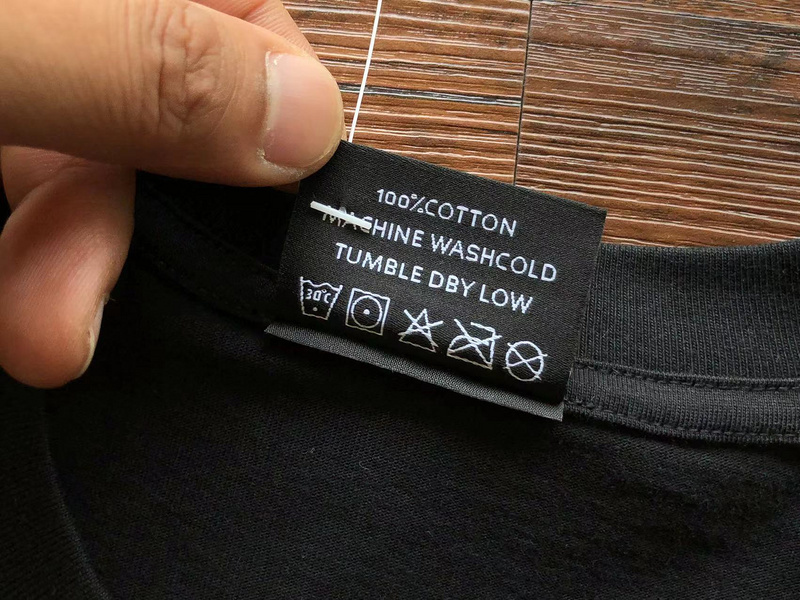 100%COTTON
MACHINE WASHCOLD
TUMBLE DBY LOW
30°C